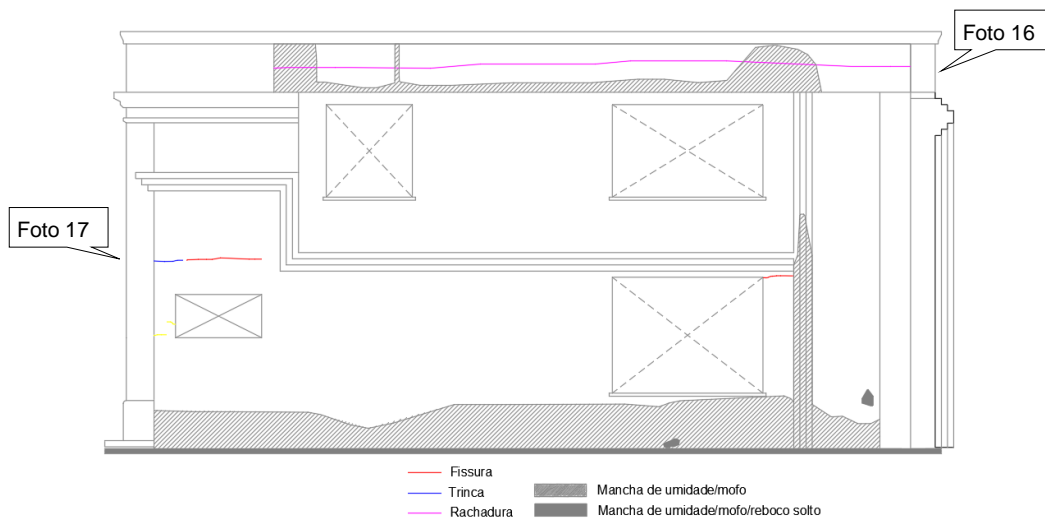 Foto 16
Foto 17
Fissura
Trinca
Mancha de umidade/mofo
Rachadura
Mancha de umidade/mofo/reboco solto